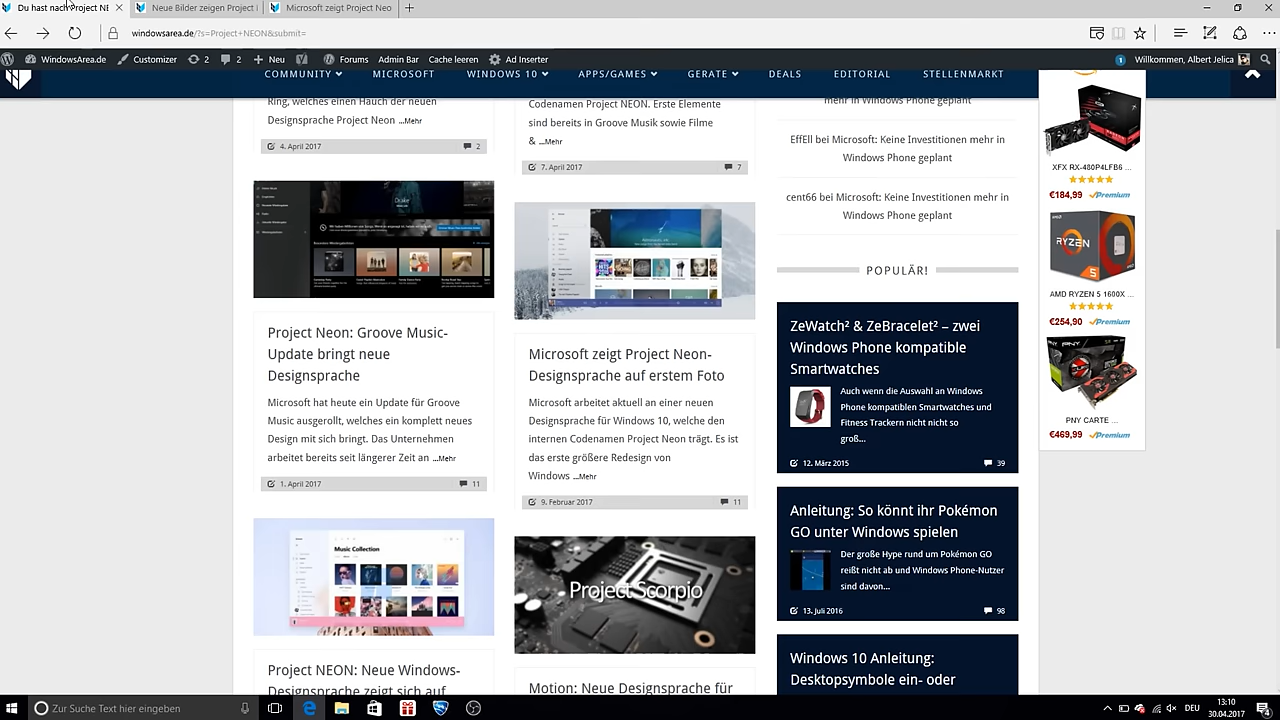 Du hast nach Project NE
Neue Bilder zeigen Project
Microsoft zeigt Project Neo
windowsarea.de/?s=Project+NEON&submit=
WindowsArea.de
Customizer
2
2
Neu
Forums
Admin Bar
Cache leeren
Ad Inserter
1
Willkommen, Albert Jelica
COMMUNITY
MICROSOFT
WINDOWS 10
APPS/GAMES
GERÄTE
DEALS
EDITORIAL
STELLENMARKT
Ring, welches einen Hauch der neuen
Designsprache Project Neon ...Mehr
4. April 2017
2
Project Neon: Groove Music-
Update bringt neue
Designsprache
Microsoft hat heute ein Update für Groove
Music ausgerollt, welches ein komplett neues
Design mit sich bringt. Das Unternehmen
arbeitet bereits seit längerer Zeit an ...Mehr
1. April 2017
11
Music Collection
Project NEON: Neue Windows-
Designsprache zeigt sich auf
Codenamen Project NEON. Erste Elemente
sind bereits in Groove Musik sowie Filme
& ...Mehr
7. April 2017
7
Microsoft zeigt Project Neon-
Designsprache auf erstem Foto
Microsoft arbeitet aktuell an einer neuen
Designsprache für Windows 10, welche den
internen Codenamen Project Neon trägt. Es ist
das erste größere Redesign von
Windows ...Mehr
9. Februar 2017
11
Project Scorpio
Motion: Neue Designsprache für
mehr in Windows Phone geplant
EffEll bei Microsoft: Keine Investitionen mehr in
Windows Phone geplant
cent66 bei Microsoft: Keine Investitionen mehr in
Windows Phone geplant
POPULÄR!
ZeWatch² & ZeBracelet² – zwei
Windows Phone kompatible
Smartwatches
Auch wenn die Auswahl an Windows
Phone kompatiblen Smartwatches und
Fitness Trackern nicht nicht so
groß...
12. März 2015
39
Anleitung: So könnt ihr Pokémon
GO unter Windows spielen
Der große Hype rund um Pokémon GO
reißt nicht ab und Windows Phone-Nutzer
sind davon...
13. Juli 2016
98
Windows 10 Anleitung:
Desktopsymbole ein- oder
XFX RX-480P4LFB6 ...
€184,99
Premium
RYZEN
5
AMD RYZEN 5 1600X ...
€254,90
Premium
PNY CARTE ...
€469,99
Premium
Zur Suche Text hier eingeben
DEU
13:10
30.04.2017